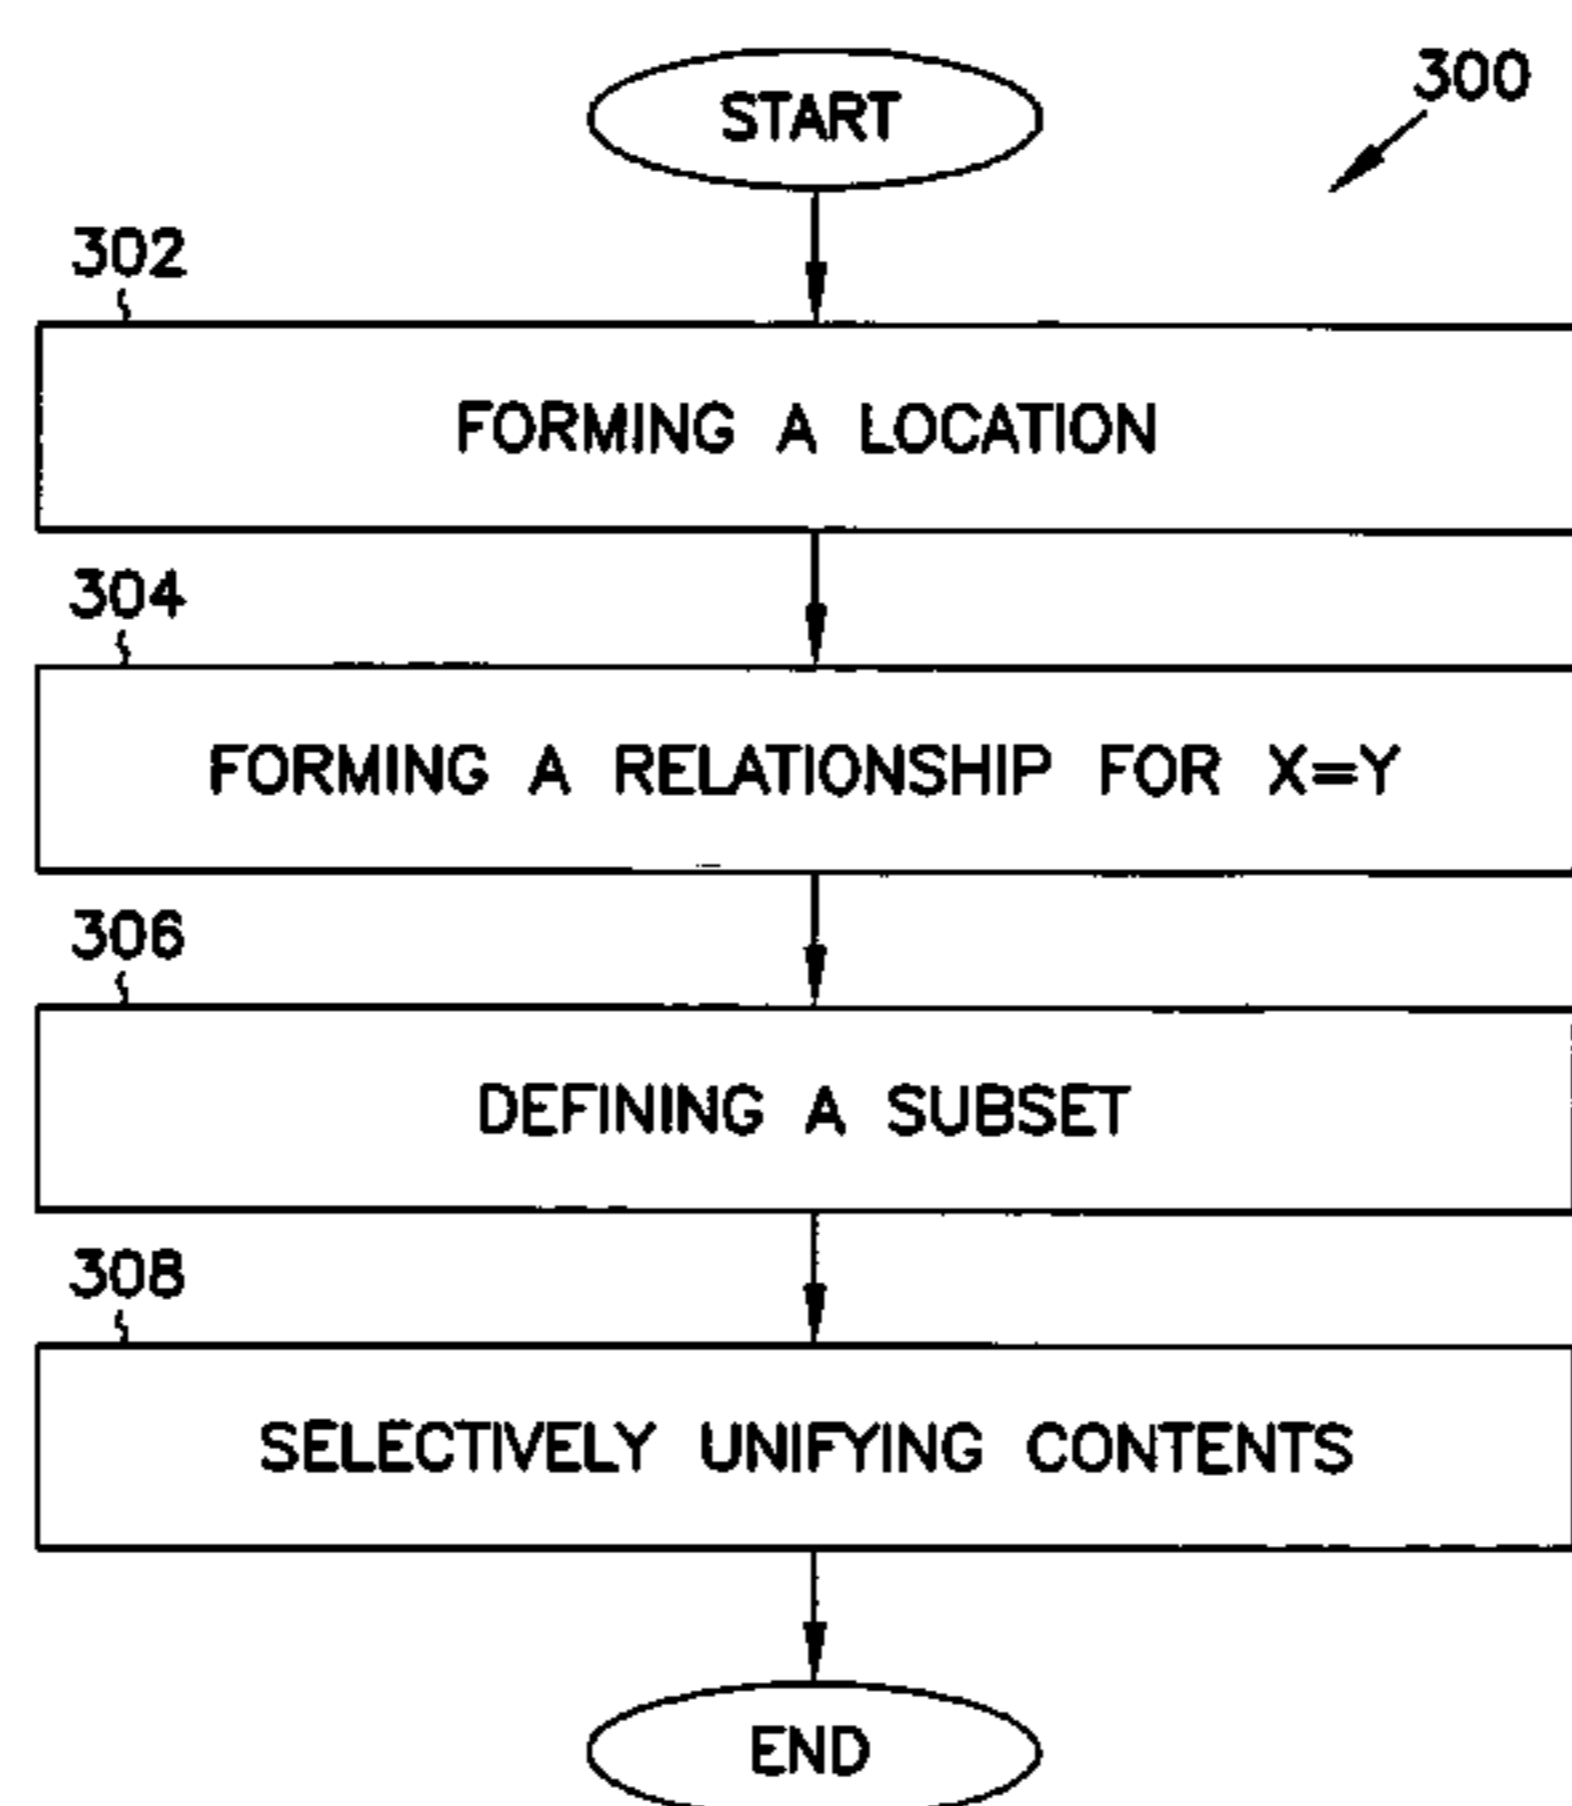 START
300
302
FORMING A LOCATION
304
FORMING A RELATIONSHIP FOR X=Y
306
DEFINING A SUBSET
308
SELECTIVELY UNIFYING CONTENTS
END